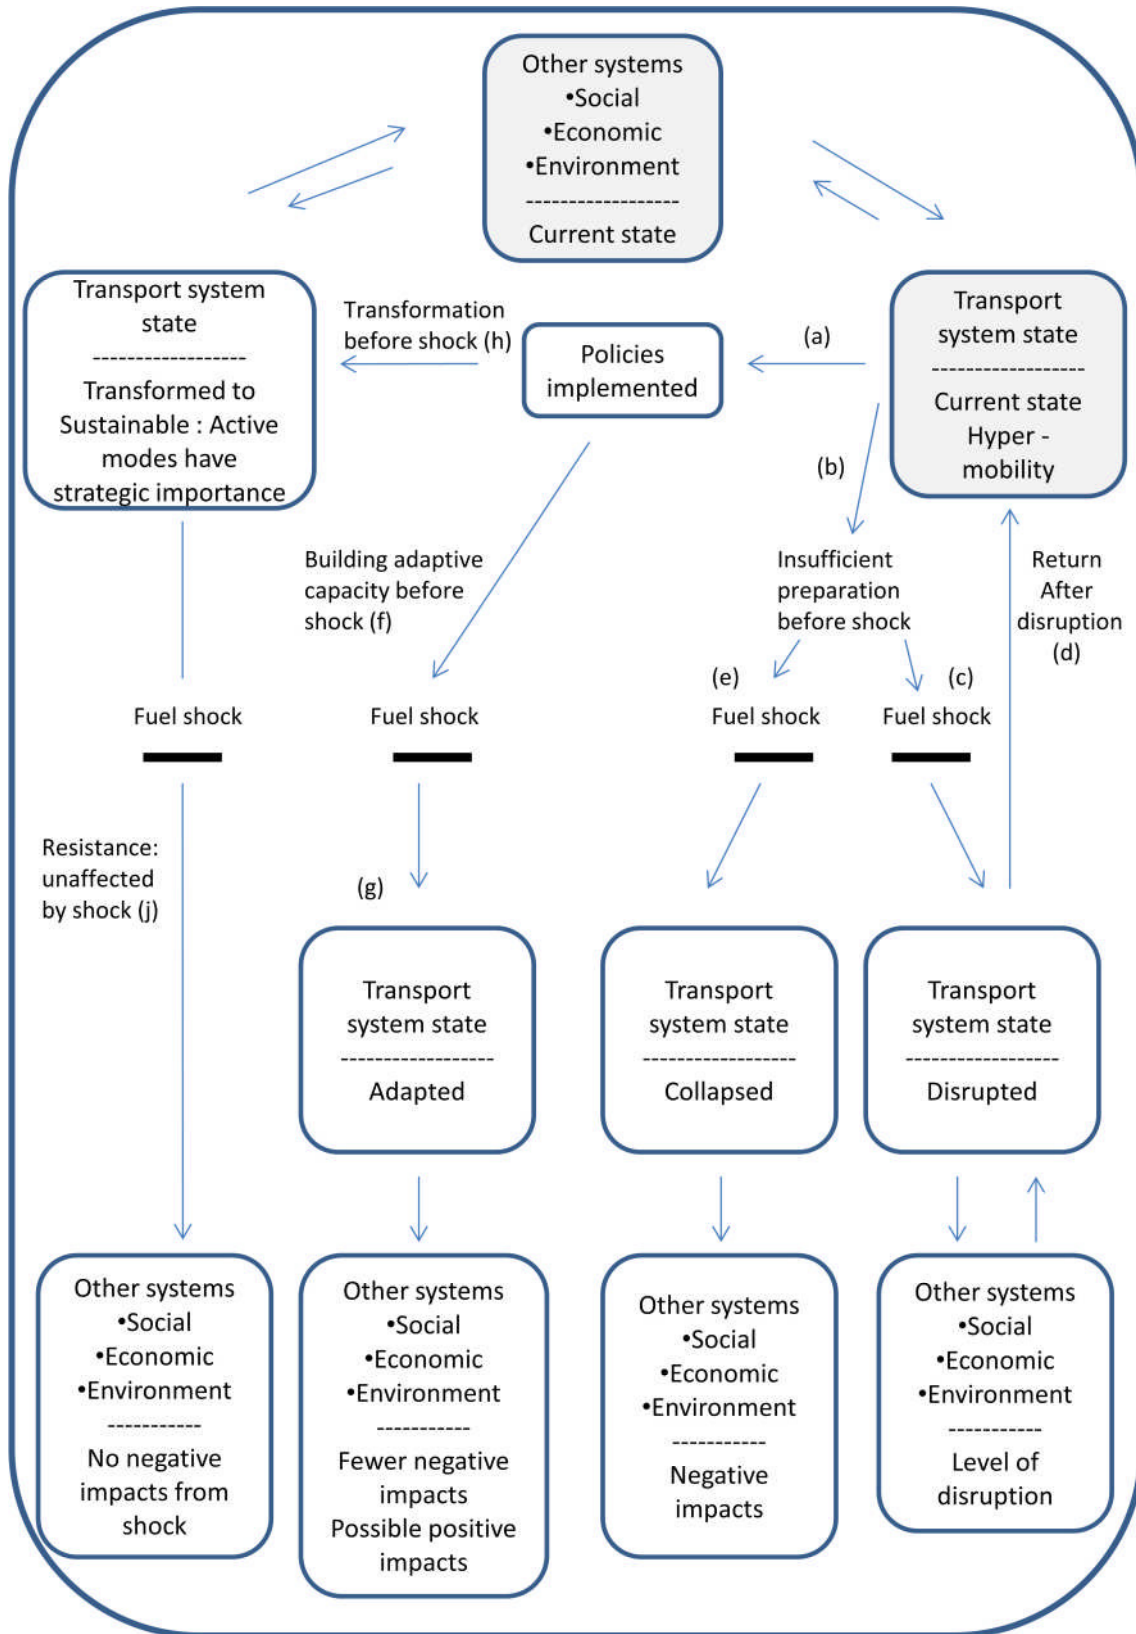 Other systems
•Social
•Economic
•Environment
------------------
Current state
Transport system
state
------------------
Transformed to
Sustainable : Active
modes have
strategic importance
Transformation
before shock (h)
Policies
implemented
(a)
Transport
system state
------------------
Current state
Hyper -
mobility
(b)
Building adaptive
capacity before
shock (f)
Insufficient
preparation
before shock
Return
After
disruption
(d)
(e)
(c)
Fuel shock
Fuel shock
Fuel shock
Fuel shock
Resistance:
unaffected
by shock (j)
(g)
Transport
system state
------------------
Adapted
Transport
system state
------------------
Collapsed
Transport
system state
------------------
Disrupted
Other systems
•Social
•Economic
•Environment
-----------
No negative
impacts from
shock
Other systems
•Social
•Economic
•Environment
-----------
Fewer negative
impacts
Possible positive
impacts
Other systems
•Social
•Economic
•Environment
-----------
Negative
impacts
Other systems
•Social
•Economic
•Environment
-----------
Level of
disruption